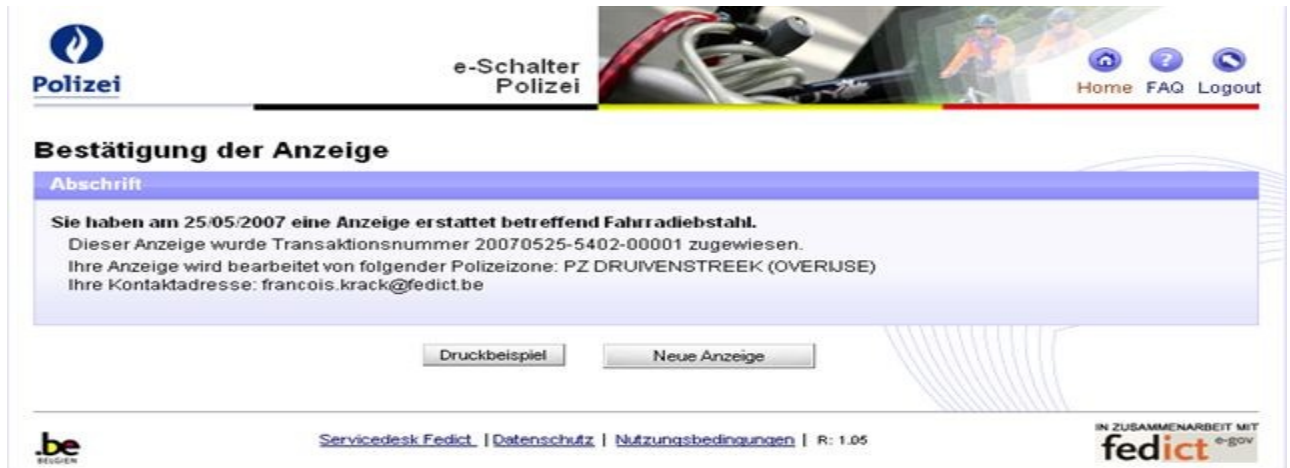 Polizei
e-Schalter
Polizei
Home FAQ Logout
Bestätigung der Anzeige
Abschrift
Sie haben am 25/05/2007 eine Anzeige erstattet betreffend Fahrradiebstahl.
Dieser Anzeige wurde Transaktionsnummer 20070525-5402-00001 zugewiesen.
Ihre Anzeige wird bearbeitet von folgender Polizeizone: PZ DRUIVENSTREEK (OVERIJSE)
Ihre Kontaktadresse: francois.krack@fedict.be
Druckbeispiel Neue Anzeige
.be
BELGIEN
Servicedesk Fedict | Datenschutz | Nutzungsbedingungen | R: 1.05
IN ZUSAMMENARBEIT MIT
fedict e-gov